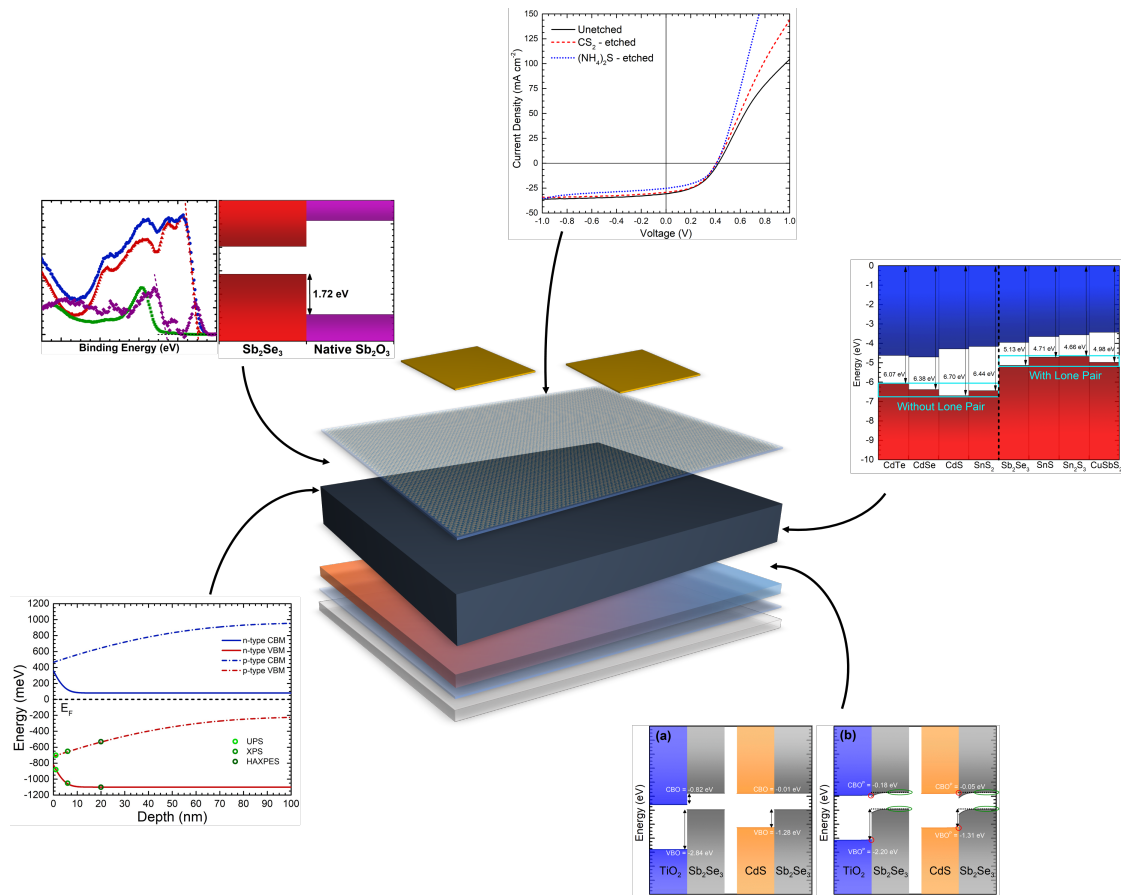 150
125
100
75
50
25
0
-25
-50
Current Density (mA cm⁻²)
Unetched
CS₂ - etched
(NH₄)₂S - etched
-1.0 -0.8 -0.6 -0.4 -0.2 0.0 0.2 0.4 0.6 0.8 1.0
Voltage (V)
1.72 eV
Binding Energy (eV)
Sb₂Se₃
Native Sb₂O₃
0
-1
-2
-3
-4
-5
-6
-7
-8
-9
-10
Energy (eV)
6.07 eV
6.38 eV
6.70 eV
6.44 eV
5.13 eV
4.71 eV
4.66 eV
4.98 eV
With Lone Pair
Without Lone Pair
CdTe CdSe CdS SnS₂ Sb₂Se₃ SnS Sn₂S₃ CuSbS₂
1200
1000
800
600
400
200
0
-200
-400
-600
-800
-1000
-1200
Energy (meV)
n-type CBM
n-type VBM
p-type CBM
p-type VBM
E_F
UPS
XPS
HAXPES
0 10 20 30 40 50 60 70 80 90 100
Depth (nm)
(a)
Energy (eV)
CBO = -0.82 eV
CBO = -0.01 eV
VBO = -1.28 eV
VBO = -2.84 eV
TiO₂ Sb₂Se₃ CdS Sb₂Se₃
(b)
Energy (eV)
= -0.18 eV
= -0.05 eV
= -1.31 eV
= -2.20 eV
TiO₂ Sb₂Se₃ CdS Sb₂Se₃